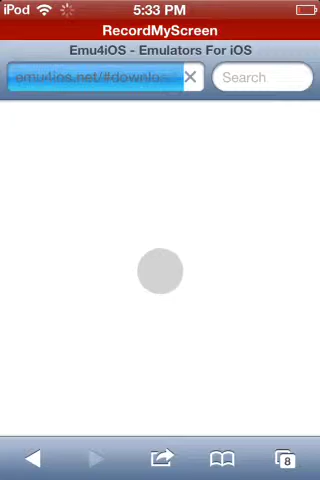 iPod 5:33 PM
RecordMyScreen
Emu4iOS - Emulators For iOS
emu4ios.net/#downlo... Search
8